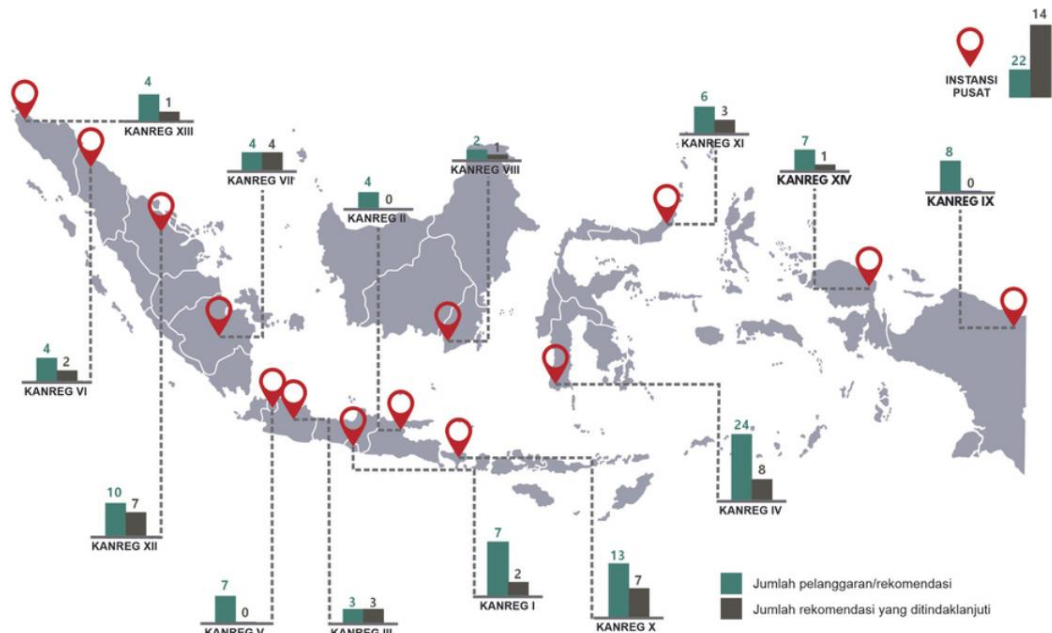 14
22
INSTANSI
PUSAT
4
1
KANREG XIII
4
4
KANREG VII
2
1
KANREG VIII
6
3
KANREG XI
7
1
KANREG XIV
8
0
KANREG IX
4
0
KANREG II
4
2
KANREG VI
24
8
KANREG IV
10
7
KANREG XII
7
2
KANREG I
13
7
KANREG X
7
0
KANREG V
3
3
KANREG III
Jumlah pelanggaran/rekomendasi
Jumlah rekomendasi yang ditindaklanjuti